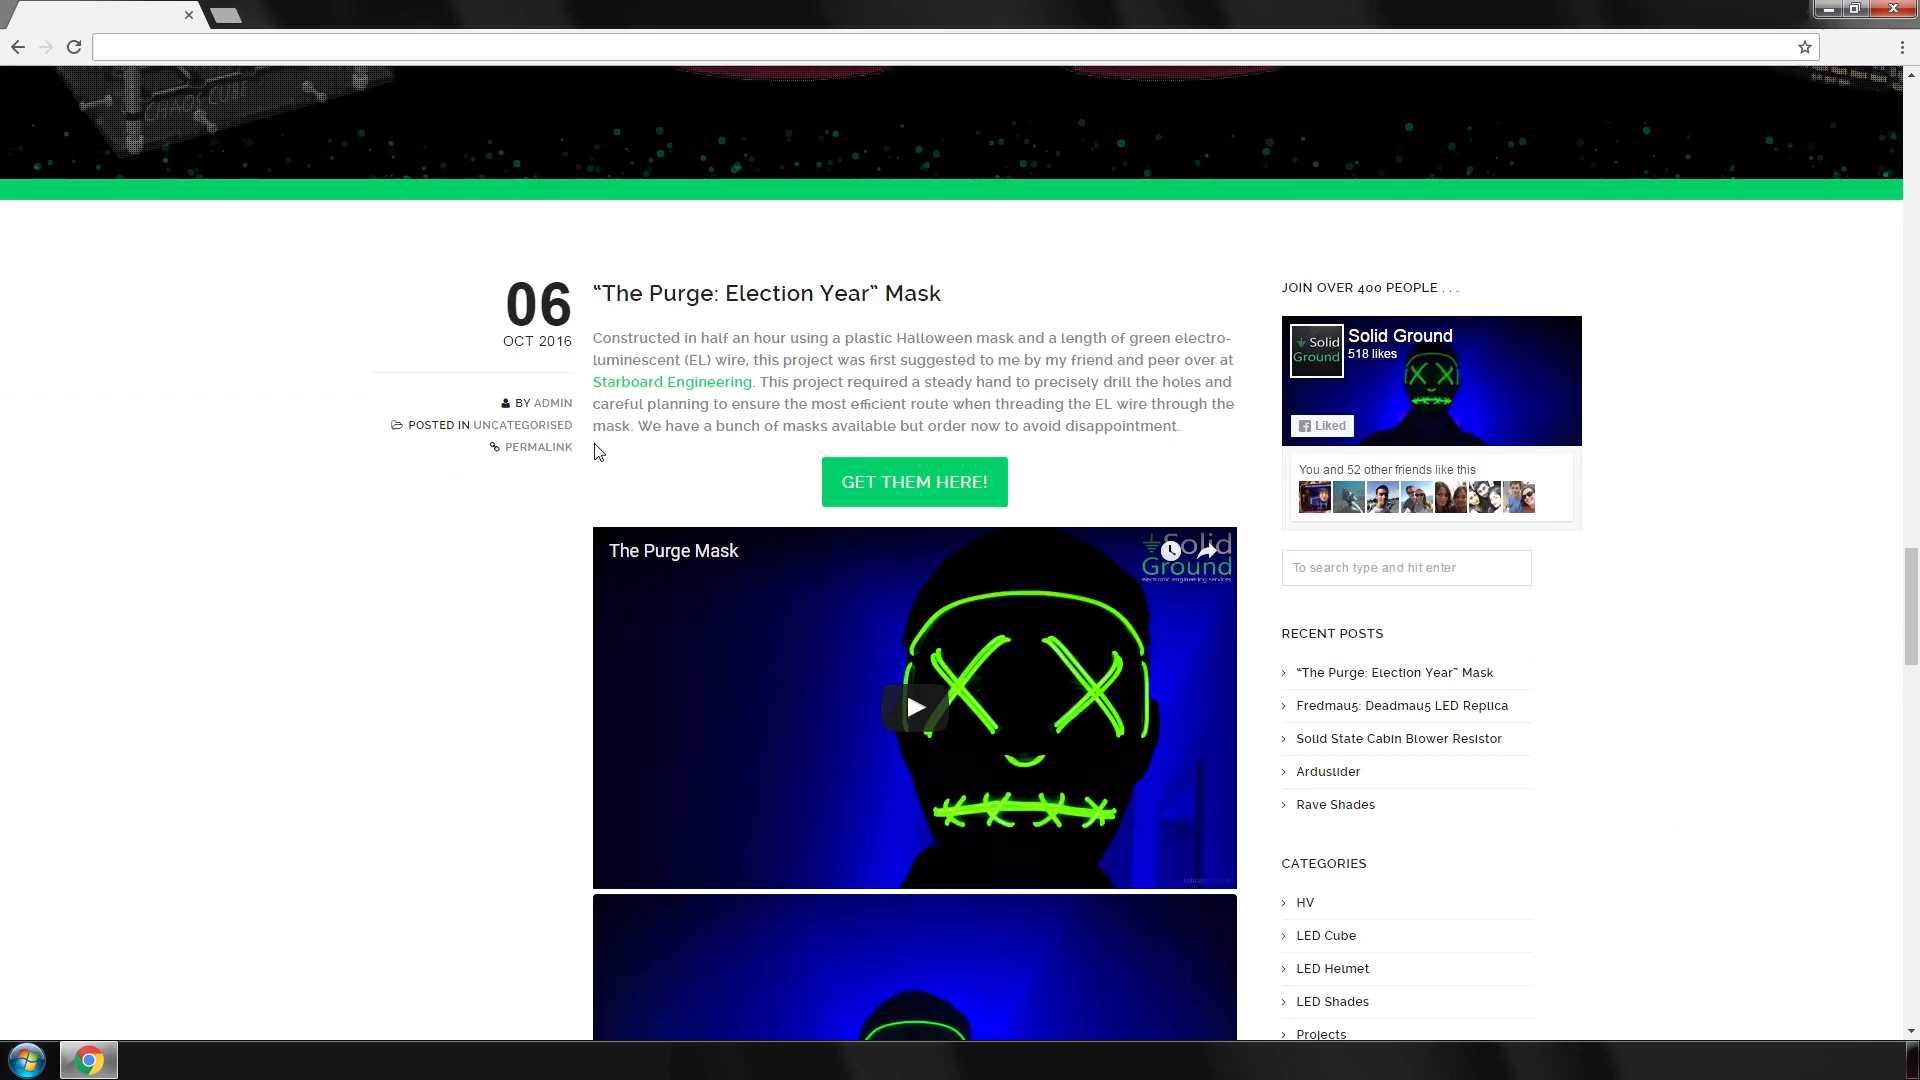 CHAOS CUBE
06
OCT 2016
BY ADMIN
POSTED IN UNCATEGORISED
PERMALINK
“The Purge: Election Year” Mask
Constructed in half an hour using a plastic Halloween mask and a length of green electro-
luminescent (EL) wire, this project was first suggested to me by my friend and peer over at
Starboard Engineering. This project required a steady hand to precisely drill the holes and
careful planning to ensure the most efficient route when threading the EL wire through the
mask. We have a bunch of masks available but order now to avoid disappointment.
GET THEM HERE!
The Purge Mask
Solid
Ground
electronic engineering services
JOIN OVER 400 PEOPLE . . .
Solid
Ground
Solid Ground
518 likes
Liked
You and 52 other friends like this
To search type and hit enter
RECENT POSTS
“The Purge: Election Year” Mask
Fredmau5: Deadmau5 LED Replica
Solid State Cabin Blower Resistor
Arduslider
Rave Shades
CATEGORIES
HV
LED Cube
LED Helmet
LED Shades
Projects